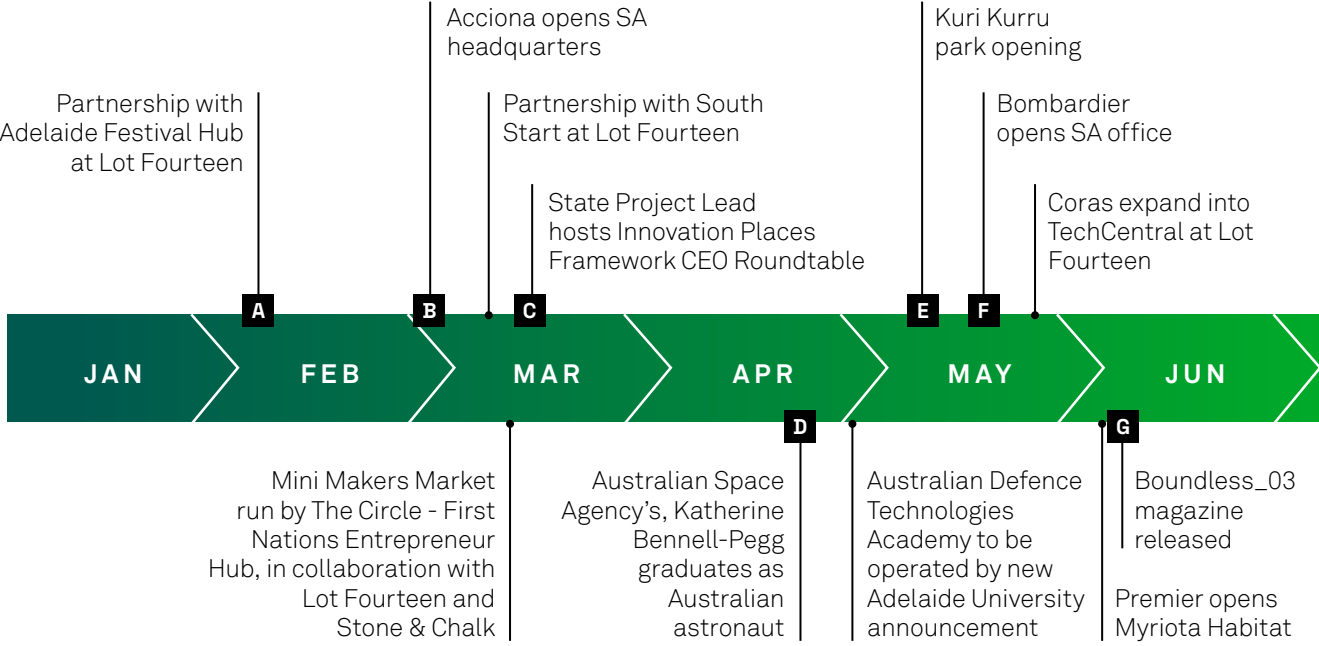 Acciona opens SA
headquarters
Kuri Kurru
park opening
Partnership with
Adelaide Festival Hub
at Lot Fourteen
Partnership with South
Start at Lot Fourteen
Bombardier
opens SA office
State Project Lead
hosts Innovation Places
Framework CEO Roundtable
Coras expand into
TechCentral at Lot
Fourteen
A
B
C
E
F
JAN
FEB
MAR
APR
MAY
JUN
D
G
Mini Makers Market
run by The Circle - First
Nations Entrepreneur
Hub, in collaboration with
Lot Fourteen and
Stone & Chalk
Australian Space
Agency’s, Katherine
Bennell-Pegg
graduates as
Australian
astronaut
Australian Defence
Technologies
Academy to be
operated by new
Adelaide University
announcement
Boundless_03
magazine
released
Premier opens
Myriota Habitat